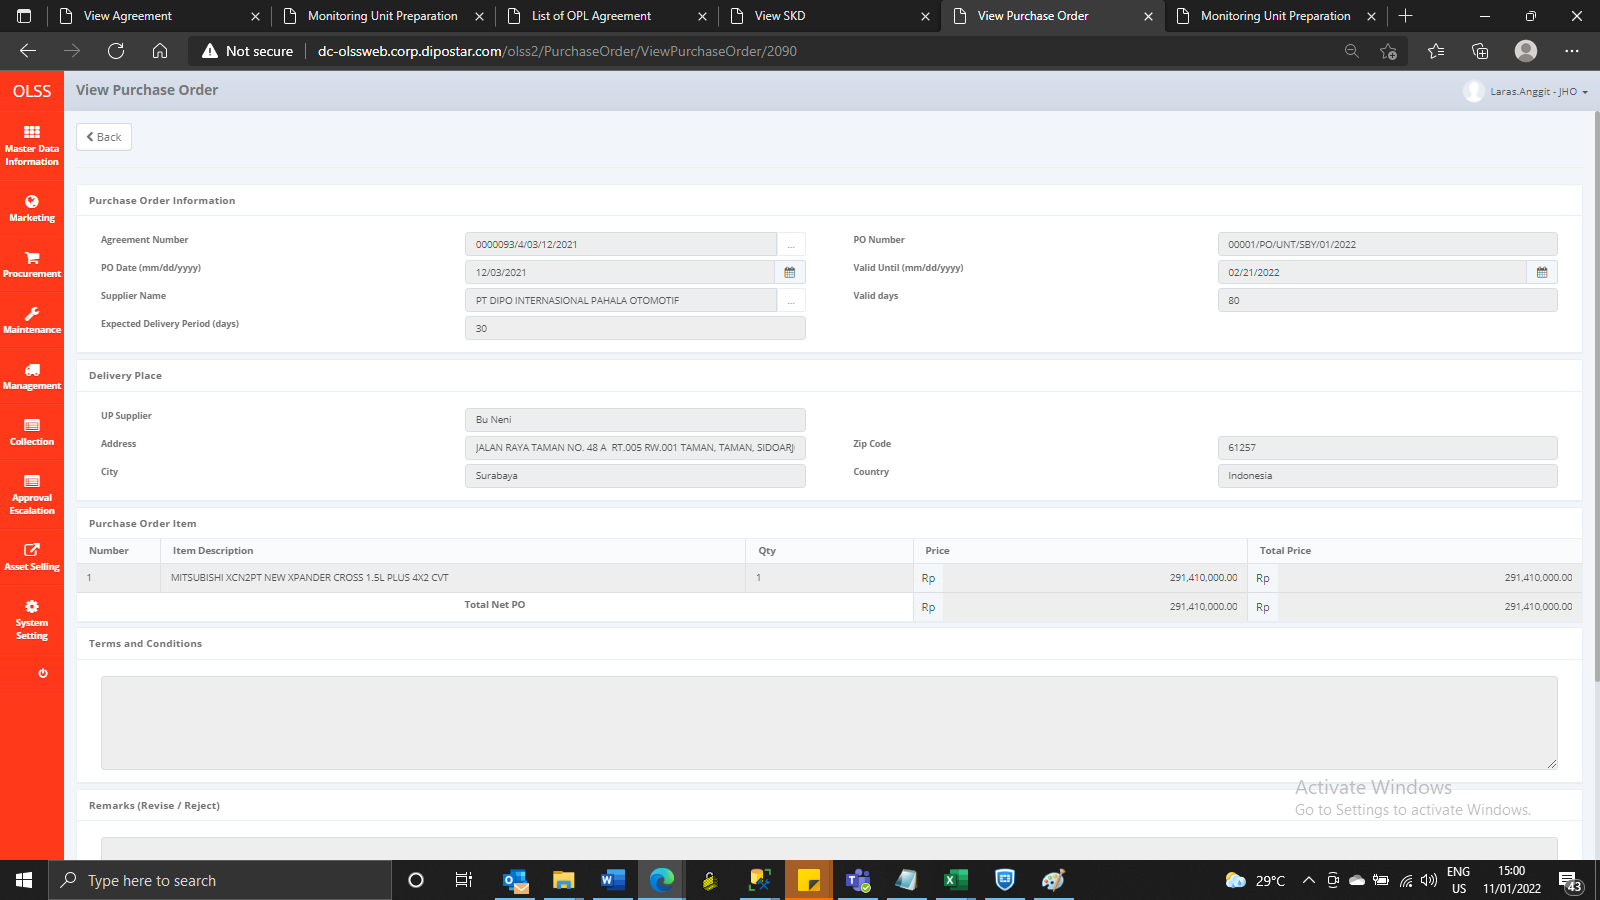 View Agreement
Monitoring Unit Preparation
List of OPL Agreement
View SKD
View Purchase Order
Monitoring Unit Preparation
Not secure
dc-olssweb.corp.dipostar.com/olss2/PurchaseOrder/ViewPurchaseOrder/2090
OLSS
View Purchase Order
Laras.Anggit - JHO
Back
Master Data
Information
Marketing
Procurement
Maintenance
Management
Collection
Approval
Escalation
Asset Selling
System
Setting
Purchase Order Information
Agreement Number
0000093/4/03/12/2021
...
PO Number
00001/PO/UNT/SBY/01/2022
PO Date (mm/dd/yyyy)
12/03/2021
Valid Until (mm/dd/yyyy)
02/21/2022
Supplier Name
PT DIPO INTERNASIONAL PAHALA OTOMOTIF
...
Valid days
80
Expected Delivery Period (days)
30
Delivery Place
UP Supplier
Bu Neni
Address
JALAN RAYA TAMAN NO. 48 A RT.005 RW.001 TAMAN, TAMAN, SIDOARJ
Zip Code
61257
City
Surabaya
Country
Indonesia
Purchase Order Item
Number Item Description Qty Price Total Price
1 MITSUBISHI XCN2PT NEW XPANDER CROSS 1.5L PLUS 4X2 CVT 1 Rp 291,410,000.00 Rp 291,410,000.00
Total Net PO Rp 291,410,000.00 Rp 291,410,000.00
Terms and Conditions
Remarks (Revise / Reject)
Activate Windows
Go to Settings to activate Windows.
Type here to search
29°C
ENG
US
15:00
11/01/2022
43